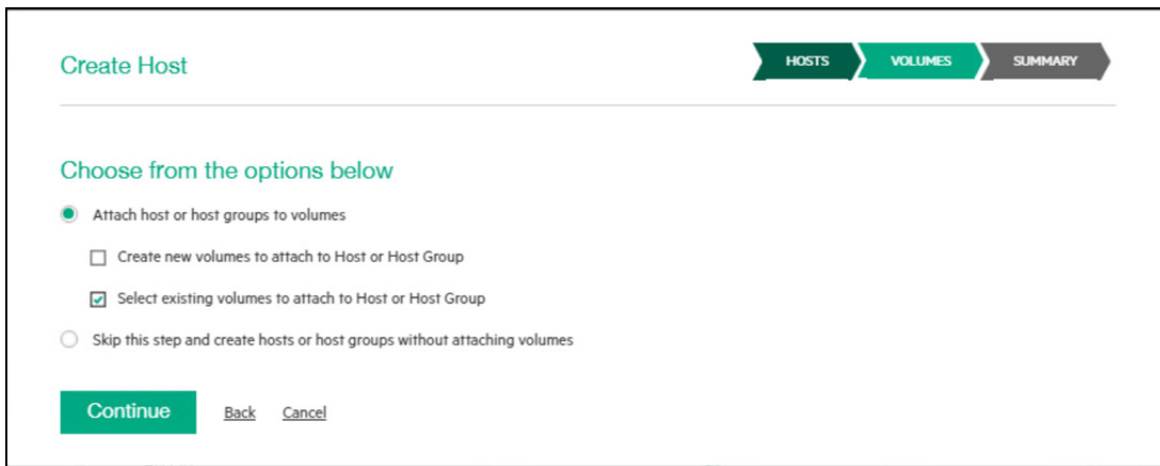 Create Host
HOSTS VOLUMES SUMMARY
Choose from the options below
Attach host or host groups to volumes
Create new volumes to attach to Host or Host Group
Select existing volumes to attach to Host or Host Group
Skip this step and create hosts or host groups without attaching volumes
Continue Back Cancel